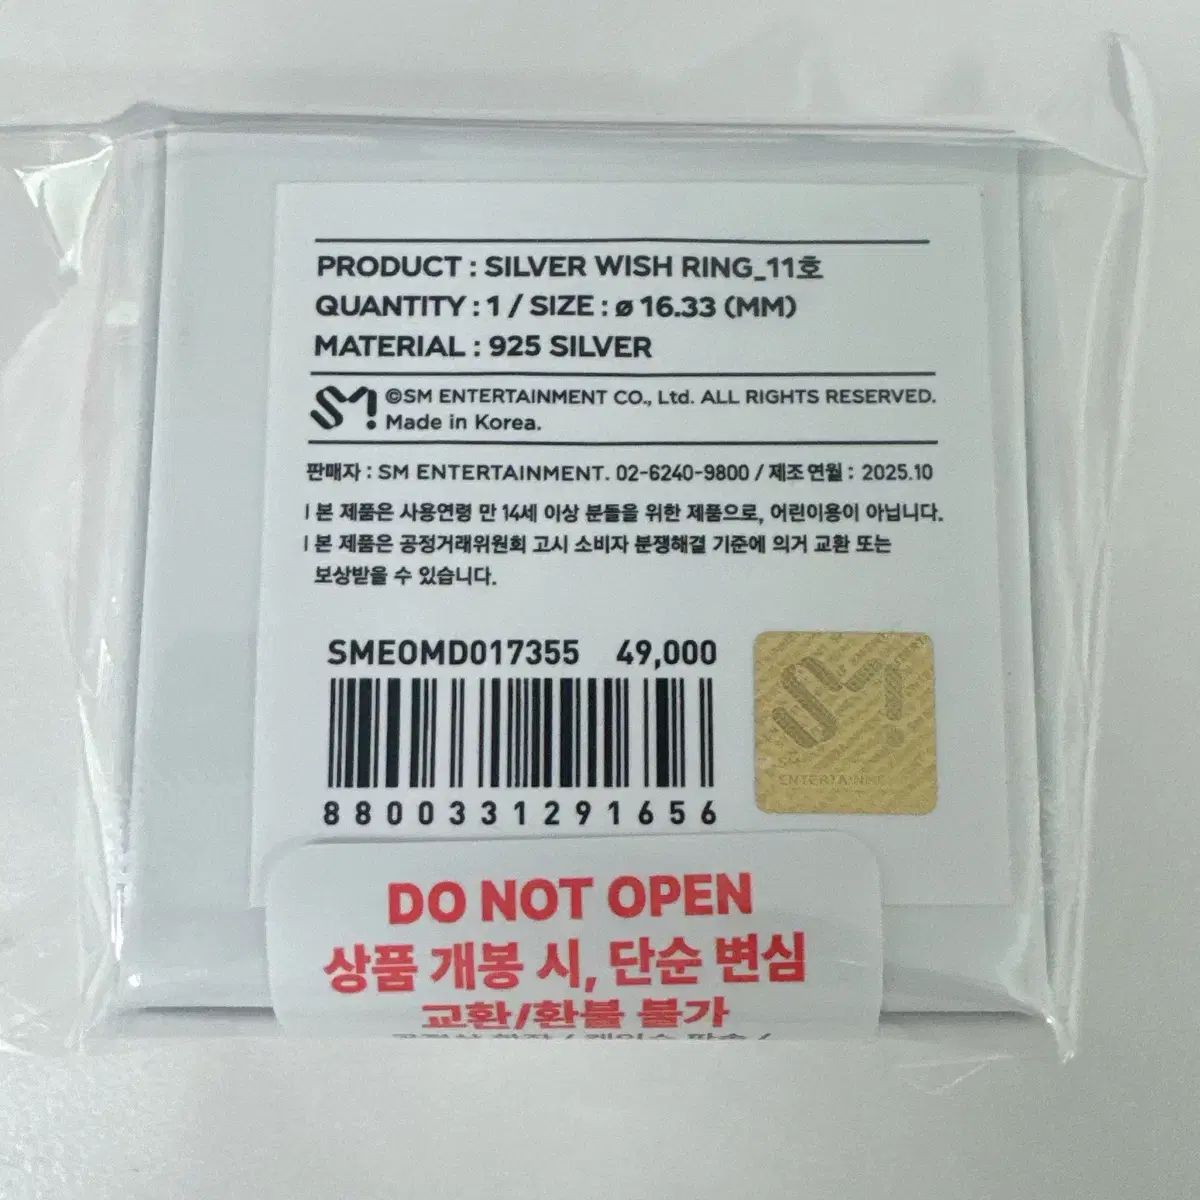 PRODUCT : SILVER WISH RING_11호
QUANTITY : 1 / SIZE : ø 16.33 (MM)
MATERIAL : 925 SILVER
SM! ©SM ENTERTAINMENT CO., Ltd. ALL RIGHTS RESERVED.
Made in Korea.
판매자 : SM ENTERTAINMENT. 02-6240-9800 / 제조연월 : 2025.10
l 본 제품은 사용연령 만 14세 이상 분들을 위한 제품으로, 어린이용이 아닙니다.
l 본 제품은 공정거래위원회 고시 소비자 분쟁해결 기준에 의거 교환 또는
보상받을 수 있습니다.
SMEOMD017355 49,000
8800331291656
SM
ENTERTAINMENT
DO NOT OPEN
상품 개봉 시, 단순 변심
교환/환불 불가